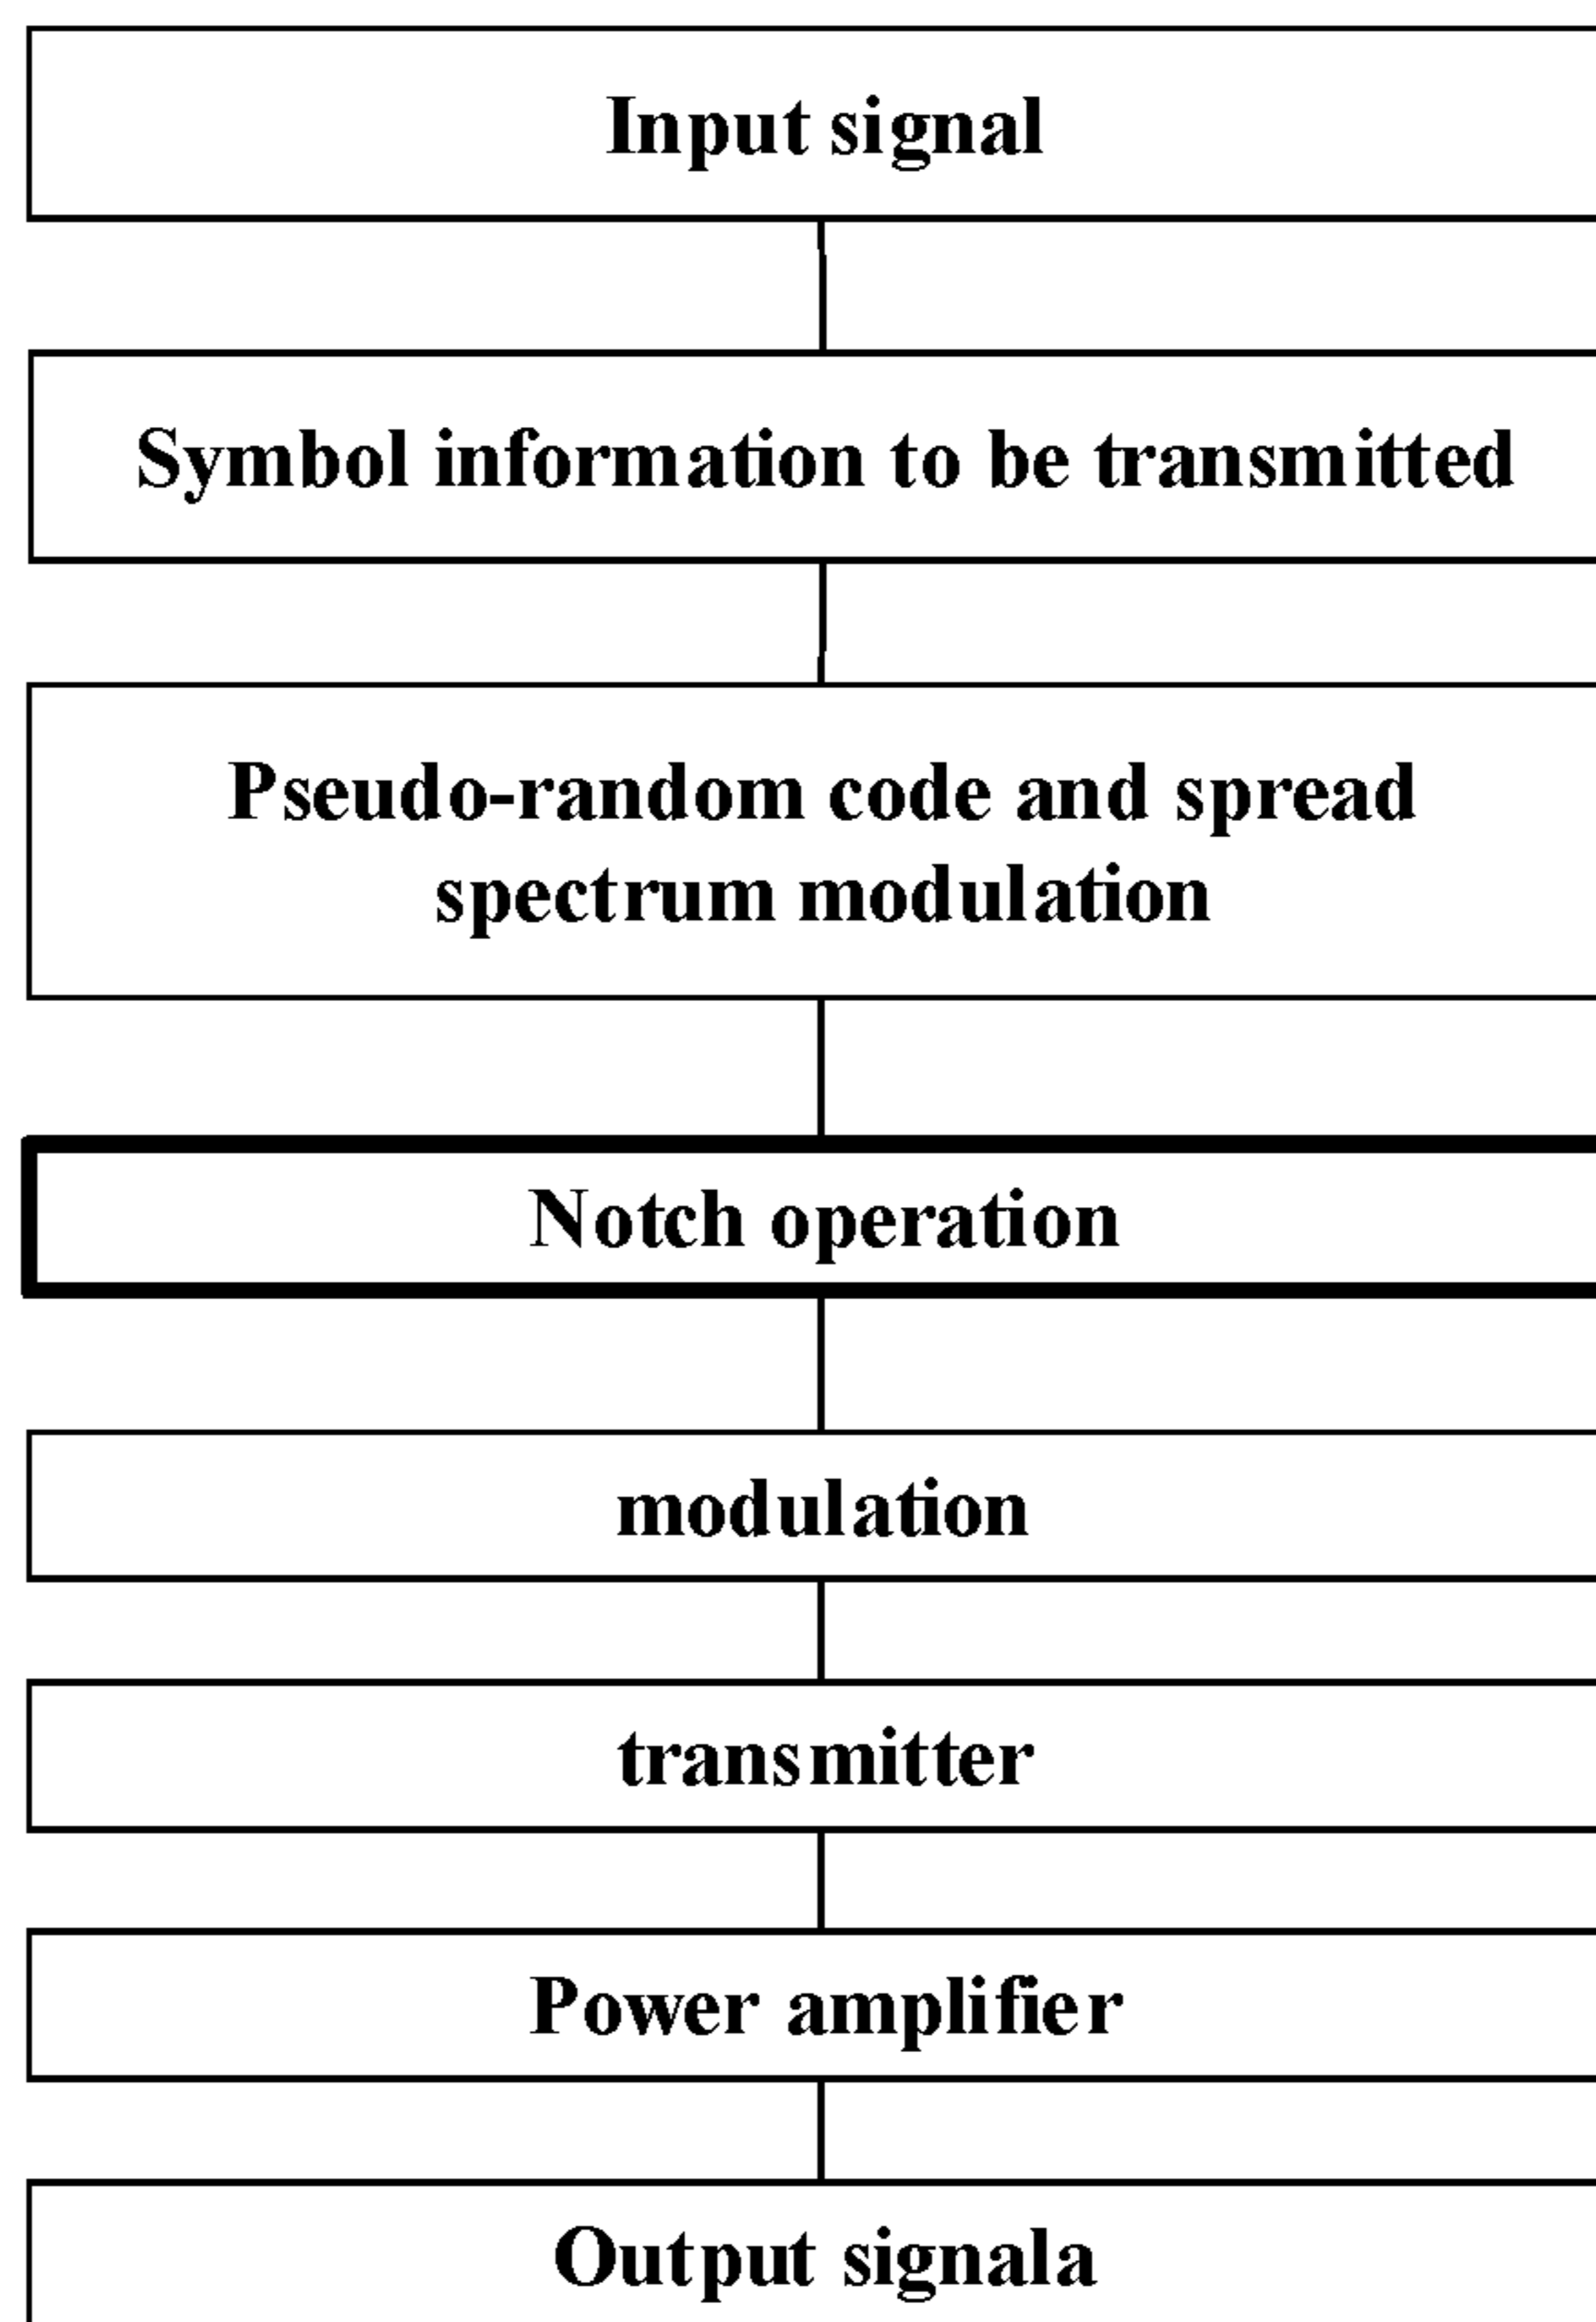 Input signal
Symbol information to be transmitted
Pseudo-random code and spread
spectrum modulation
Notch operation
modulation
transmitter
Power amplifier
Output signala